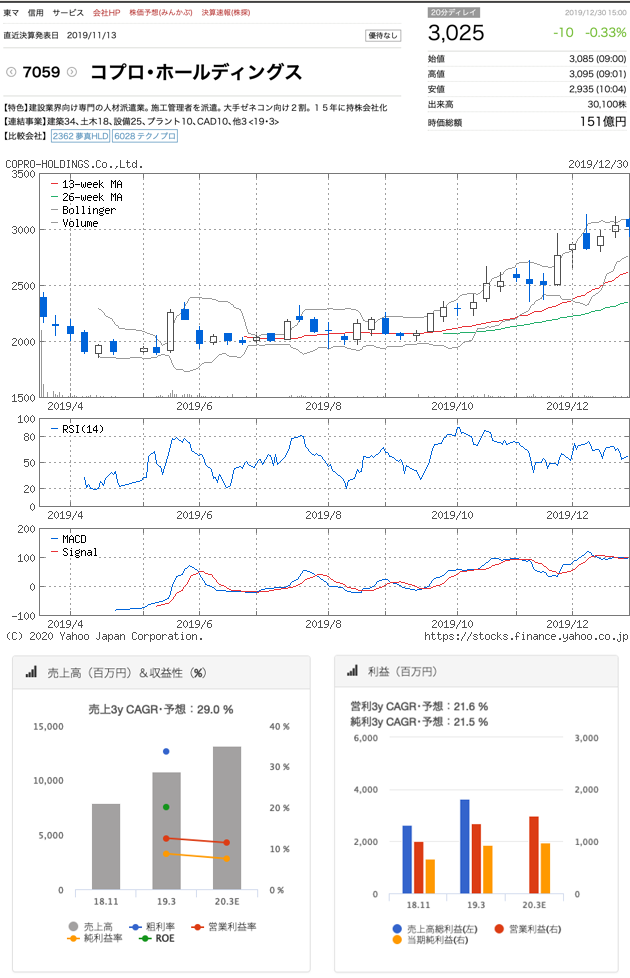 東マ 信用 サービス 会社HP 株価予想(みんかぶ) 決算速報(株探)
直近決算発表日 2019/11/13
優待なし
7059 コプロ・ホールディングス
【特色】建設業界向け専門の人材派遣業。施工管理者を派遣。大手ゼネコン向け2割。15年に持株会社化
【連結事業】建築34、土木18、設備25、プラント10、CAD10、他3<19・3>
【比較会社】 2362 夢真HLD 6028 テクノプロ
20分ディレイ 2019/12/30 15:00
3,025 -10 -0.33%
始値 3,085 (09:00)
高値 3,095 (09:01)
安値 2,935 (10:04)
出来高 30,100株
時価総額 151億円
COPRO-HOLDINGS.Co.,Ltd. 2019/12/30
3500
3000
2500
2000
1500
13-week MA
26-week MA
Bollinger
Volume
2019/4 2019/6 2019/8 2019/10 2019/12
100
80
50
20
0
RSI(14)
2019/4 2019/6 2019/8 2019/10 2019/12
200
100
0
-100
MACD
Signal
2019/4 2019/6 2019/8 2019/10 2019/12
(C) 2020 Yahoo Japan Corporation. https://stocks.finance.yahoo.co.jp
売上高（百万円）＆収益性（%）
売上3y CAGR・予想：29.0 %
15,000 40 %
30 %
10,000
20 %
5,000
10 %
0 0 %
18.11 19.3 20.3E
売上高 粗利率 営業利益率
純利益率 ROE
利益（百万円）
営利3y CAGR・予想：21.6 %
純利3y CAGR・予想：21.5 %
6,000 3,000
4,000 2,000
2,000 1,000
0 0
18.11 19.3 20.3E
売上高総利益(左) 営業利益(右)
当期純利益(右)